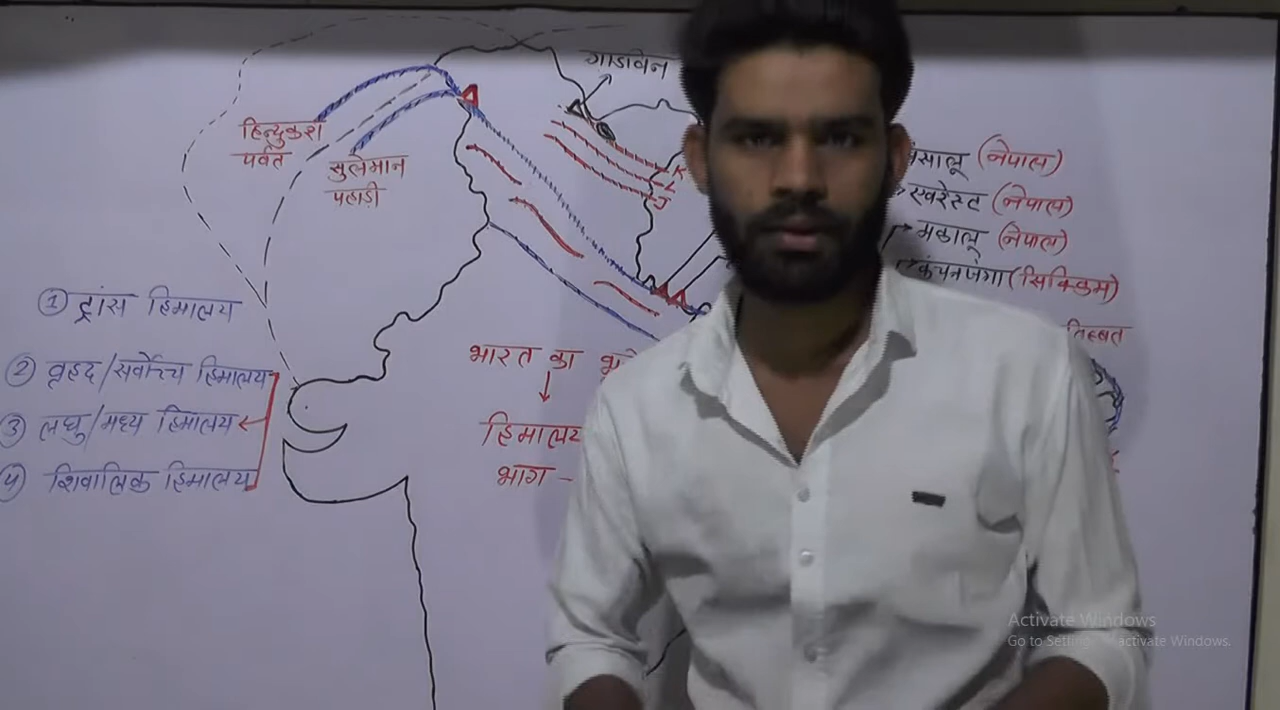 गाडविन
हिन्दुकुश
पर्वत
सुलेमान
पहाड़ी
K
L
J
(नेपाल)
एवरेस्ट (नेपाल)
मकालू (नेपाल)
कंचनजंगा (सिक्किम)
तिब्बत
① ट्रांस हिमालय
② वृहद/सर्वोच्च हिमालय
③ लघु/मध्य हिमालय
④ शिवालिक हिमालय
भारत का
हिमालय
भाग -
Activate Windows
Go to Settings to activate Windows.